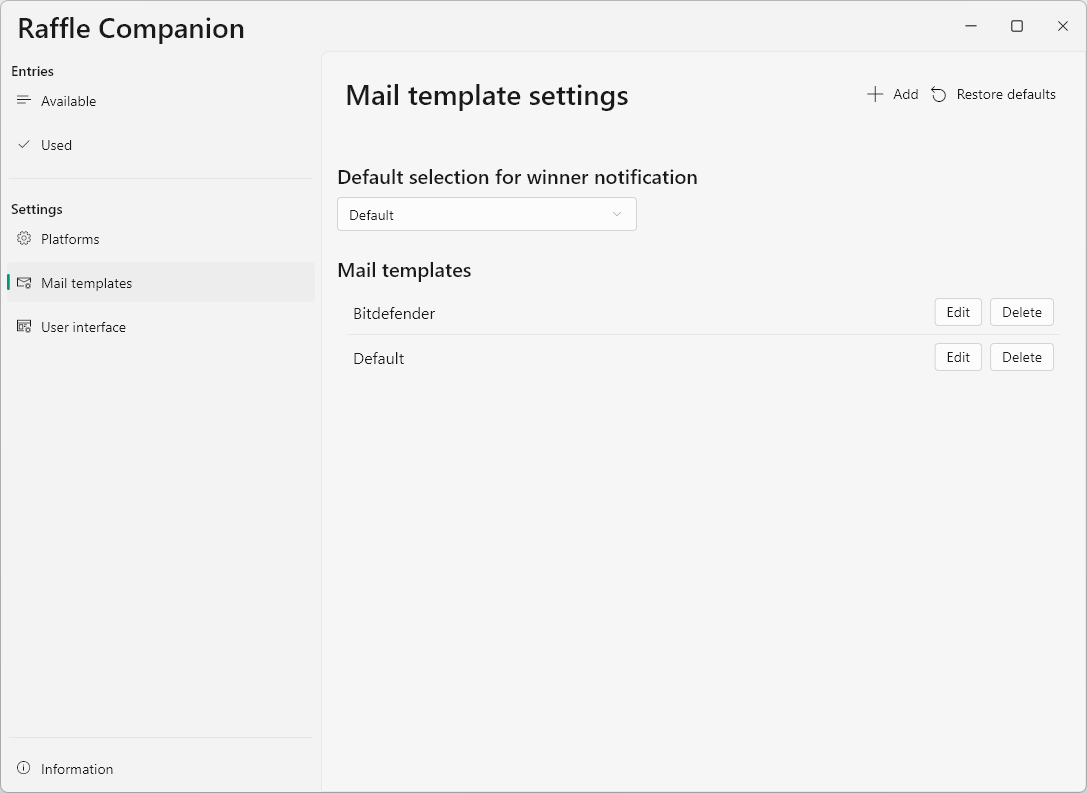 Raffle Companion
Entries
Available
Used
Settings
Platforms
Mail templates
User interface
Information
Mail template settings
Add
Restore defaults
Default selection for winner notification
Default
Mail templates
Bitdefender
Edit
Delete
Default
Edit
Delete